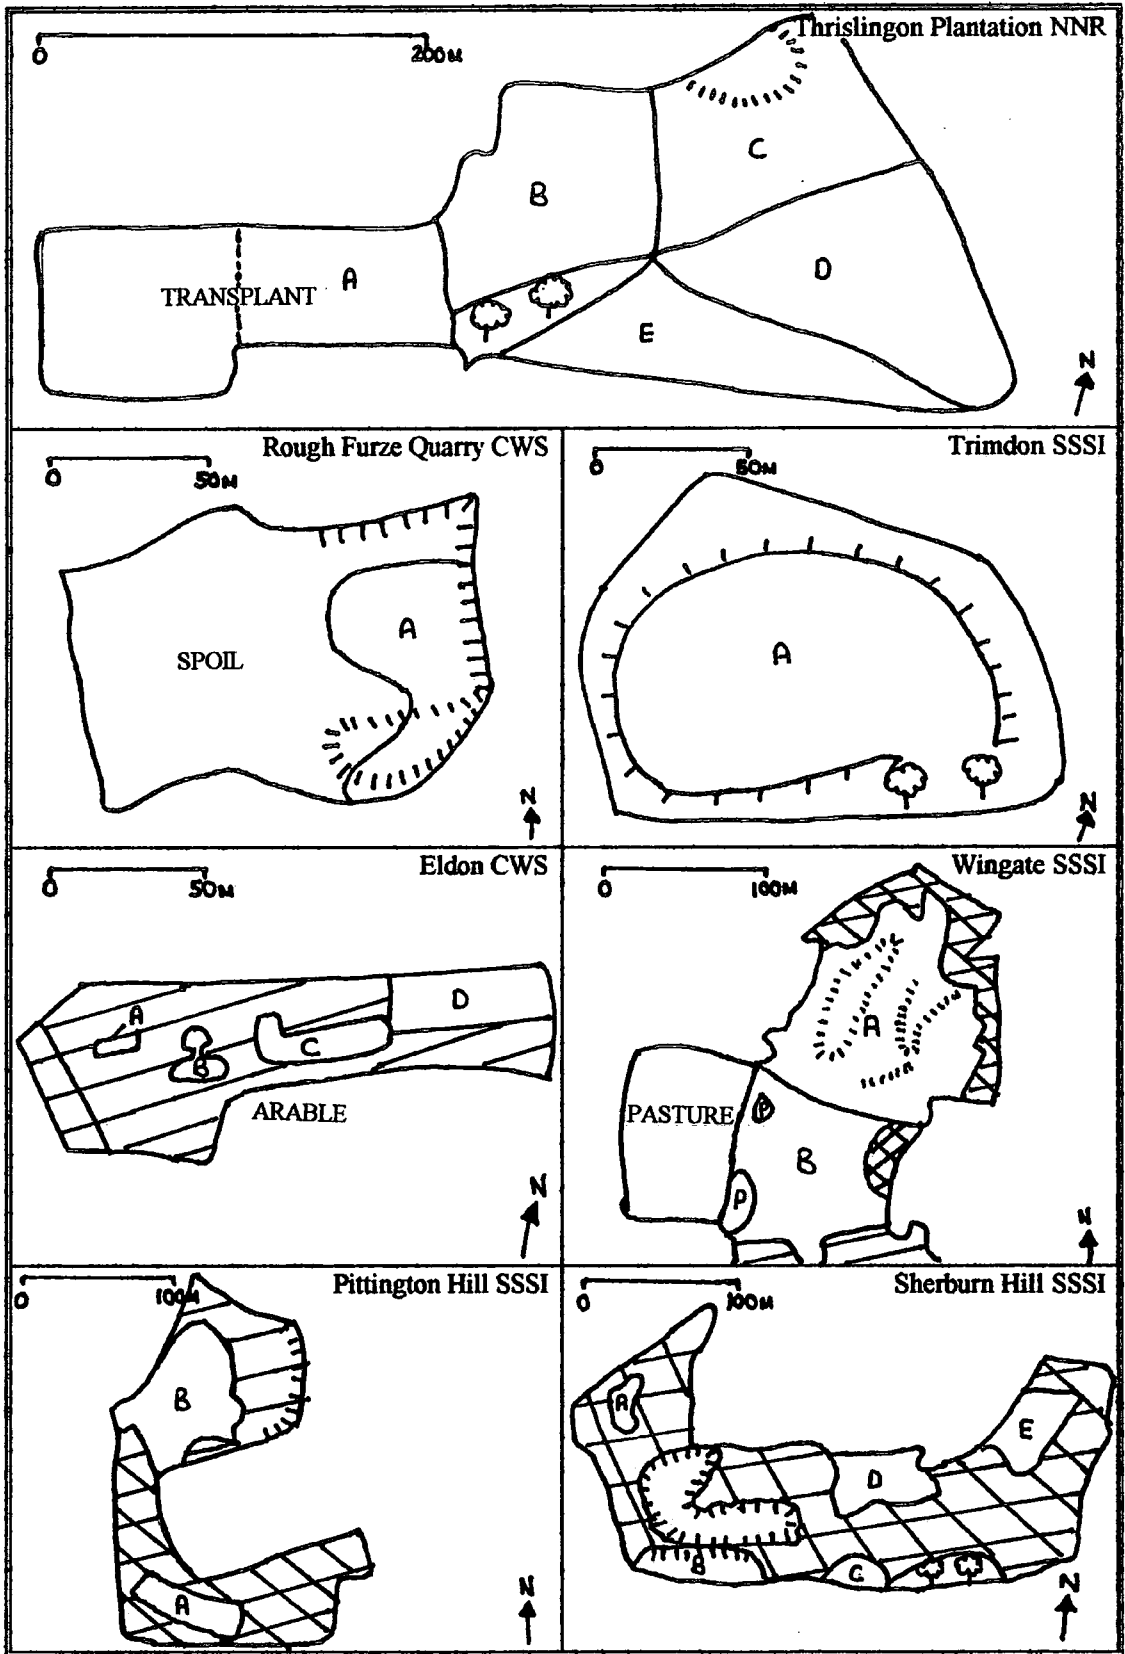 Thrislingon Plantation NNR
0 200M
B
C
A
D
TRANSPLANT
E
N
Rough Furze Quarry CWS
0 50M
A
SPOIL
N
Trimdon SSSI
0 50M
A
N
Eldon CWS
0 50M
A
B
C
D
ARABLE
N
Wingate SSSI
0 100M
A
PASTURE
P
B
P
N
Pittington Hill SSSI
0 100M
B
A
N
Sherburn Hill SSSI
0 100M
A
E
D
B
C
N